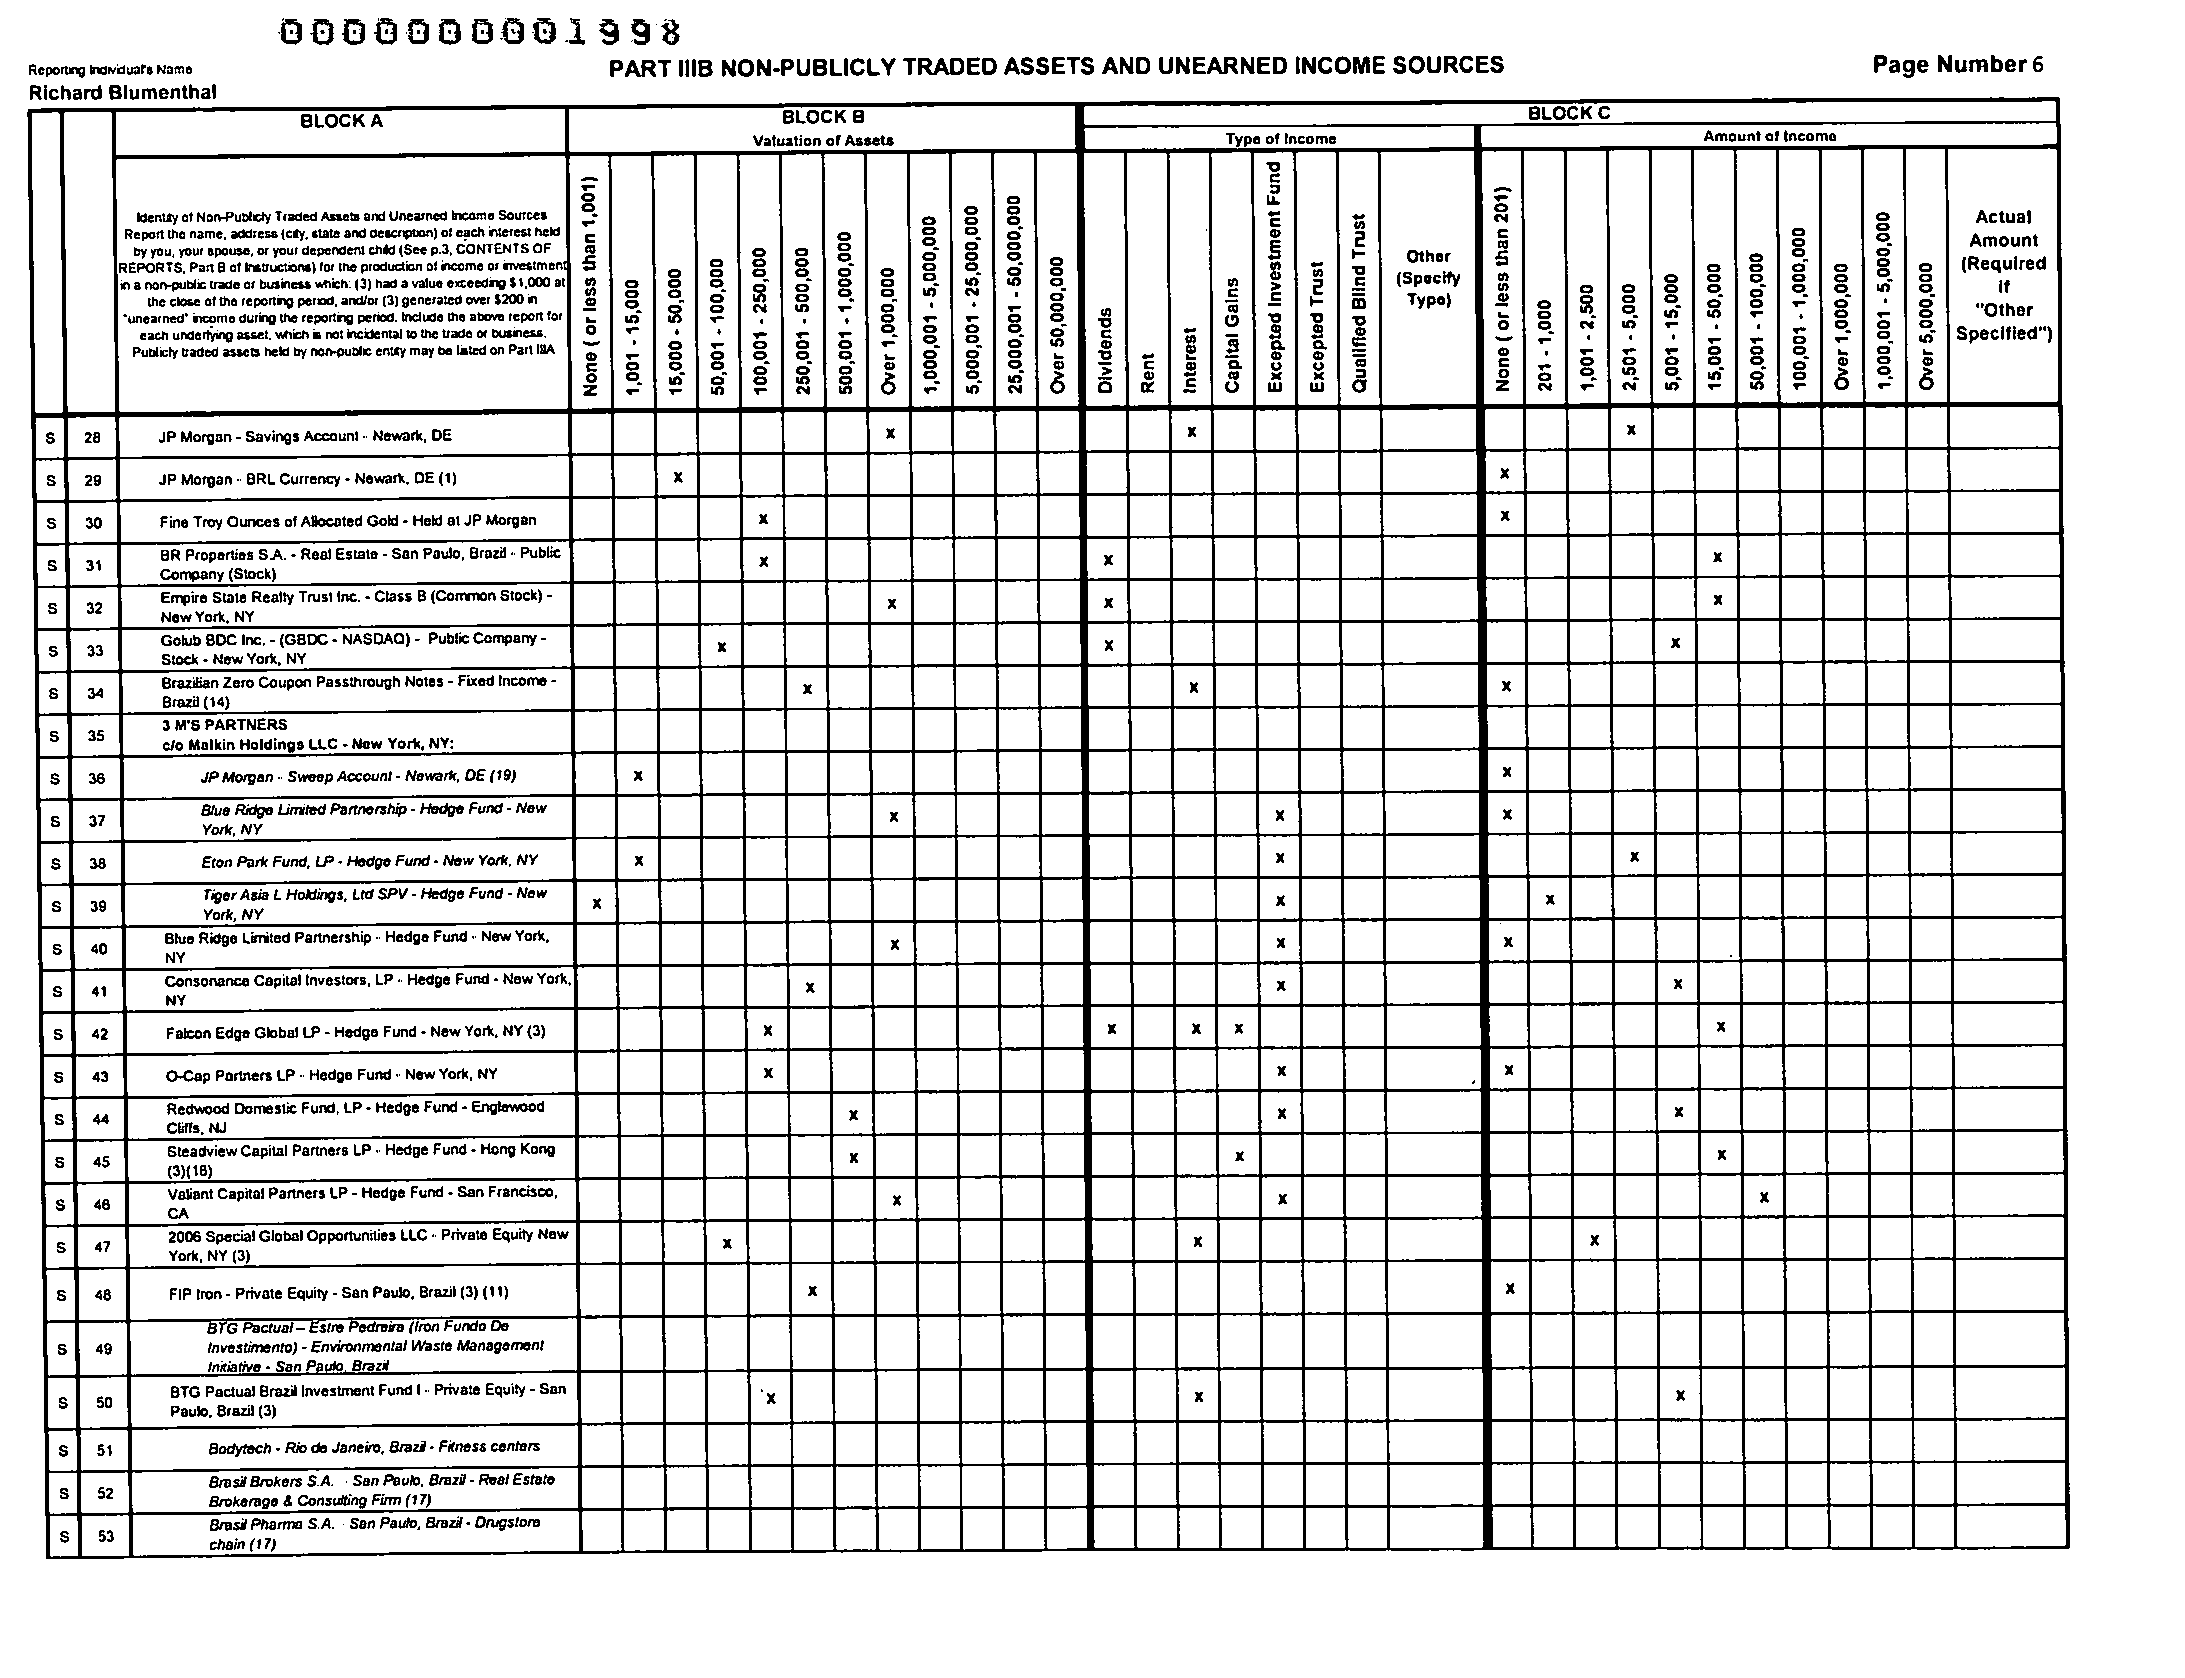 0000000001998
Reporting Individual's Name
Richard Blumenthal
PART IIIB NON-PUBLICLY TRADED ASSETS AND UNEARNED INCOME SOURCES
Page Number 6
BLOCK A
BLOCK B
Valuation of Assets
BLOCK C
Type of Income
Amount of Income
Identity of Non-Publicly Traded Assets and Unearned Income Sources
Report the name, address (city, state and description) of each interest held
by you, your spouse, or your dependent child (See p.3, CONTENTS OF
REPORTS, Part B of Instructions) for the production of income or investment
in a non-public trade or business which: (3) had a value exceeding $1,000 at
the close of the reporting period, and/or (3) generated over $200 in
"unearned" income during the reporting period. Include the above report for
each underlying asset, which is not incidental to the trade or business.
Publicly traded assets held by non-public entity may be listed on Part IIIA
None ( or less than 1,001)
1,001 - 15,000
15,000 - 50,000
50,001 - 100,000
100,001 - 250,000
250,001 - 500,000
500,001 - 1,000,000
Over 1,000,000
1,000,001 - 5,000,000
5,000,001 - 25,000,000
25,000,001 - 50,000,000
Over 50,000,000
Dividends
Rent
Interest
Capital Gains
Excepted Investment Fund
Excepted Trust
Qualified Blind Trust
Other
(Specify
Type)
None ( or less than 201)
201 - 1,000
1,001 - 2,500
2,501 - 5,000
5,001 - 15,000
15,001 - 50,000
50,001 - 100,000
100,001 - 1,000,000
Over 1,000,000
1,000,001 - 5,000,000
Over 5,000,000
Actual
Amount
(Required
if
"Other
Specified")
S 28 JP Morgan - Savings Account - Newark, DE x x x
S 29 JP Morgan - BRL Currency - Newark, DE (1) x x
S 30 Fine Troy Ounces of Allocated Gold - Held at JP Morgan x x
S 31 BR Properties S.A. - Real Estate - San Paulo, Brazil - Public
Company (Stock) x x x
S 32 Empire State Realty Trust Inc. - Class B (Common Stock) -
New York, NY x x x
S 33 Golub BDC Inc. - (GBDC - NASDAQ) - Public Company -
Stock - New York, NY x x x
S 34 Brazilian Zero Coupon Passthrough Notes - Fixed Income -
Brazil (14) x x x
S 35 3 M'S PARTNERS
c/o Malkin Holdings LLC - New York, NY:
S 36 JP Morgan - Sweep Account - Newark, DE (19) x x
S 37 Blue Ridge Limited Partnership - Hedge Fund - New
York, NY x x x
S 38 Eton Park Fund, LP - Hedge Fund - New York, NY x x x
S 39 Tiger Asia L Holdings, Ltd SPV - Hedge Fund - New
York, NY x x x
S 40 Blue Ridge Limited Partnership - Hedge Fund - New York,
NY x x x
S 41 Consonance Capital Investors, LP - Hedge Fund - New York,
NY x x x
S 42 Falcon Edge Global LP - Hedge Fund - New York, NY (3) x x x x x
S 43 O-Cap Partners LP - Hedge Fund - New York, NY x x x
S 44 Redwood Domestic Fund, LP - Hedge Fund - Englewood
Cliffs, NJ x x x
S 45 Steadview Capital Partners LP - Hedge Fund - Hong Kong
(3)(18) x x x
S 46 Valiant Capital Partners LP - Hedge Fund - San Francisco,
CA x x x
S 47 2006 Special Global Opportunities LLC - Private Equity New
York, NY (3) x x x
S 48 FIP Iron - Private Equity - San Paulo, Brazil (3) (11) x x
S 49 BTG Pactual – Estre Pedreira (Iron Fundo De
Investimento) - Environmental Waste Management
Initiative - San Paulo, Brazil
S 50 BTG Pactual Brazil Investment Fund I - Private Equity - San
Paulo, Brazil (3) x x x
S 51 Bodytech - Rio de Janeiro, Brazil - Fitness centers
S 52 Brasil Brokers S.A. - San Paulo, Brazil - Real Estate
Brokerage & Consulting Firm (17)
S 53 Brasil Pharma S.A. - San Paulo, Brazil - Drugstore
chain (17)